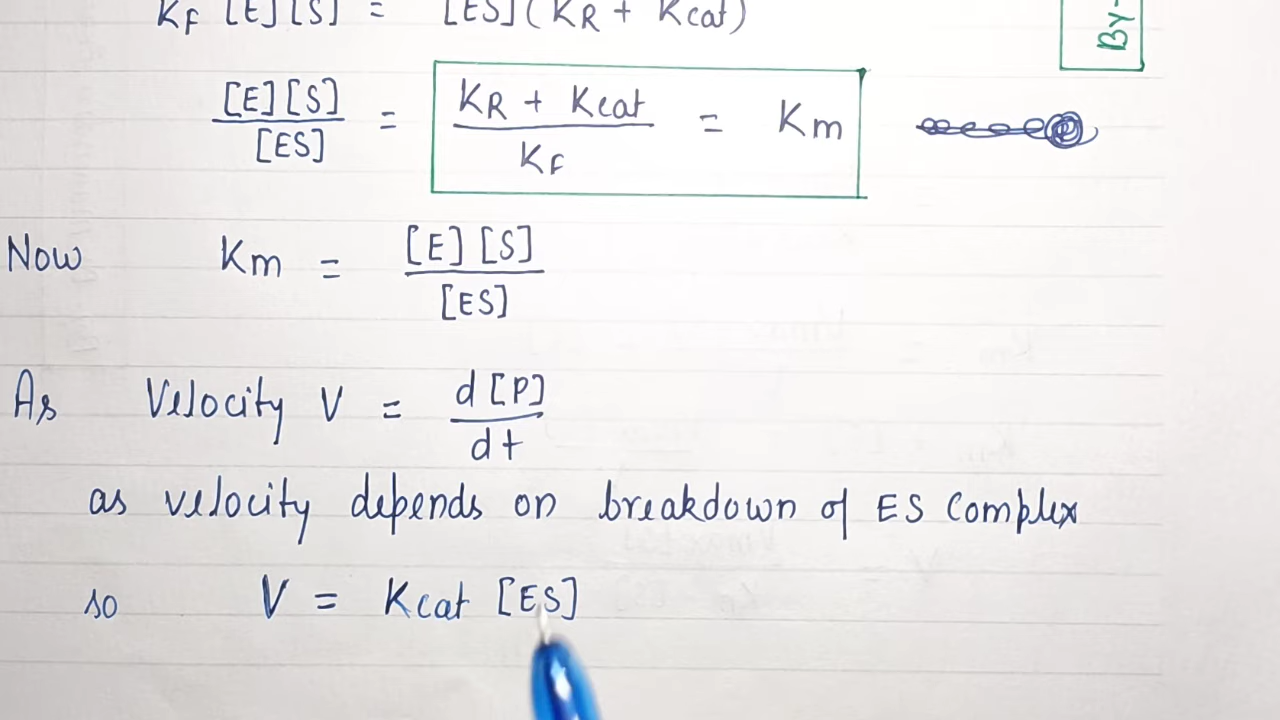 KF [E][S] = [ES](KR + Kcat)
By-
[E][S] / [ES] = KR + Kcat / KF = Km
Now Km = [E][S] / [ES]
As Velocity V = d[P] / dt
as velocity depends on breakdown of ES Complex
so V = Kcat [ES]